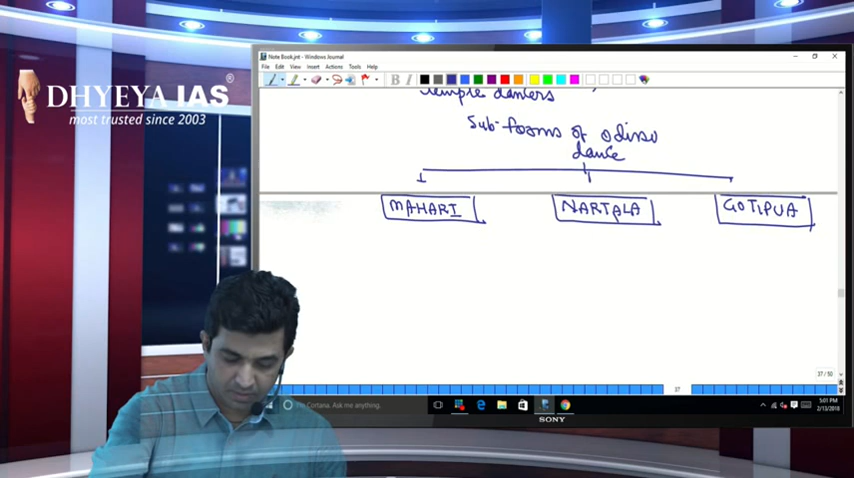 DHYEYA IAS®
most trusted since 2003
Note Book.jnt - Windows Journal
File Edit View Insert Actions Tools Help
B I
temple dancers
Sub-forms of odissi
dance
MAHARI NARTALA GOTIPUA
37 / 50
37
I'm Cortana. Ask me anything.
5:01 PM
2/13/2018
SONY